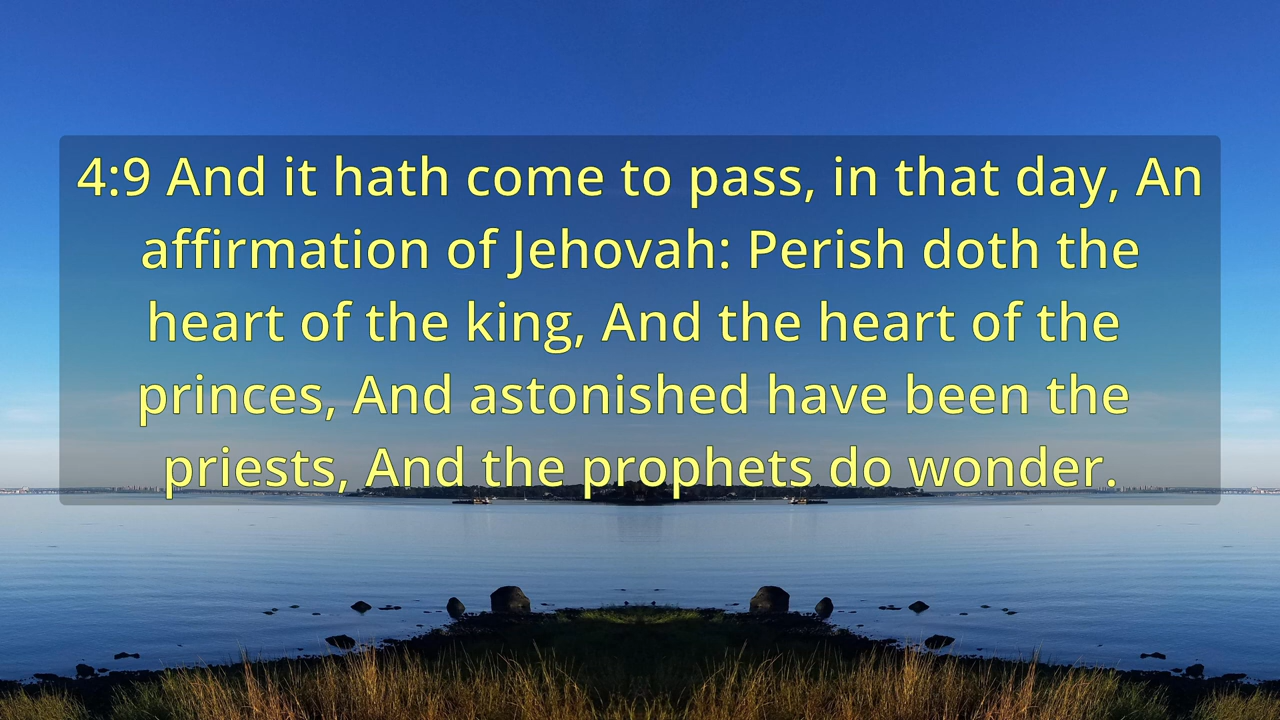 4:9 And it hath come to pass, in that day, An
affirmation of Jehovah: Perish doth the
heart of the king, And the heart of the
princes, And astonished have been the
priests, And the prophets do wonder.